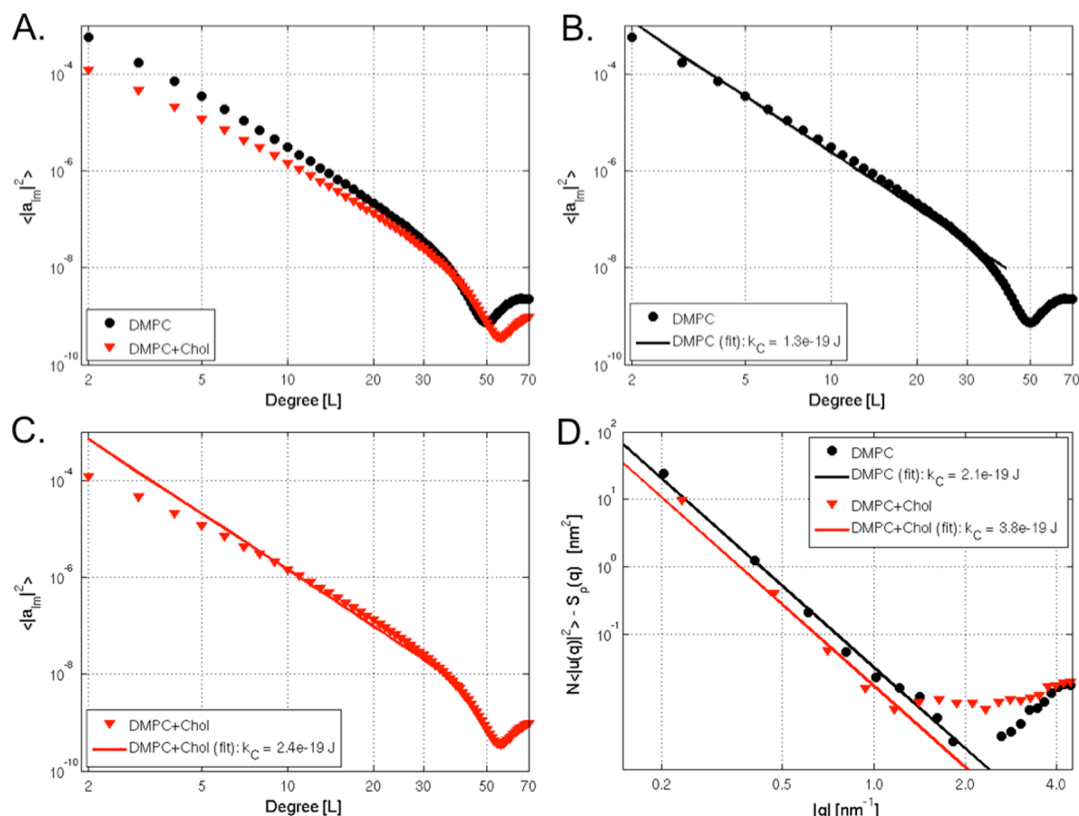 A.
<|a_lm|^2>
10^-4
10^-6
10^-8
10^-10
DMPC
DMPC+Chol
2 5 10 20 30 50 70
Degree [L]
B.
<|a_lm|^2>
10^-4
10^-6
10^-8
10^-10
DMPC
DMPC (fit): k_C = 1.3e-19 J
2 5 10 20 30 50 70
Degree [L]
C.
<|a_lm|^2>
10^-4
10^-6
10^-8
10^-10
DMPC+Chol
DMPC+Chol (fit): k_C = 2.4e-19 J
2 5 10 20 30 50 70
Degree [L]
D.
N<|u(q)|^2> - S_p(q) [nm^2]
10^2
10^1
10^0
10^-1
DMPC
DMPC (fit): k_C = 2.1e-19 J
DMPC+Chol
DMPC+Chol (fit): k_C = 3.8e-19 J
0.2 0.5 1.0 2.0 4.0
|q| [nm^-1]